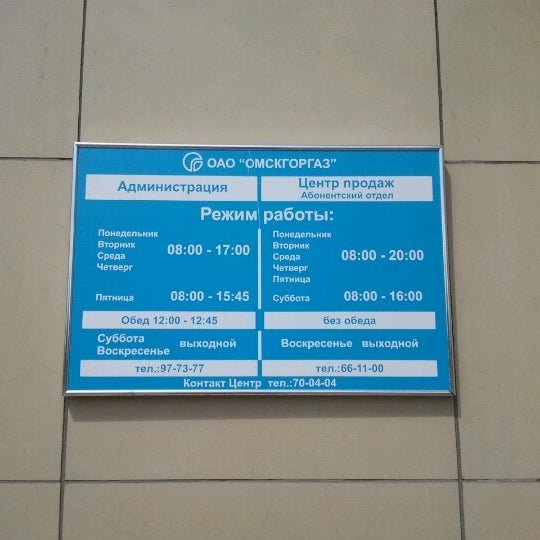 ОАО "ОМСКГОРГАЗ"
Администрация
Центр продаж
Абонентский отдел
Режим работы:
Понедельник
Вторник
Среда
Четверг
08:00 - 17:00
Пятница 08:00 - 15:45
Обед 12:00 - 12:45
Суббота
Воскресенье
выходной
тел.:97-73-77
Понедельник
Вторник
Среда
Четверг
Пятница
08:00 - 20:00
Суббота 08:00 - 16:00
без обеда
Воскресенье выходной
тел.:66-11-00
Контакт Центр тел.:70-04-04